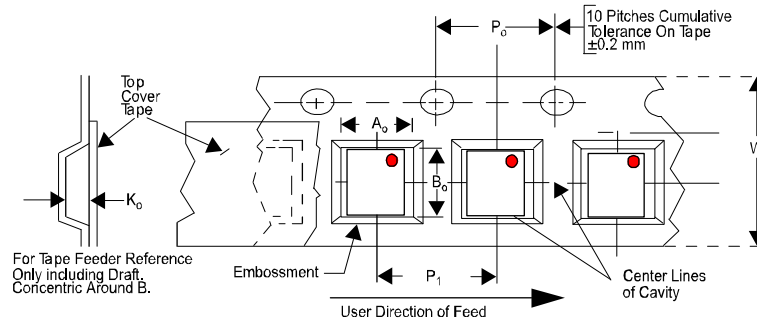 10 Pitches Cumulative
Tolerance On Tape
±0.2 mm
Po
Top
Cover
Tape
Ao
W
Bo
Ko
For Tape Feeder Reference
Only including Draft.
Concentric Around B.
Embossment
P1
Center Lines
of Cavity
User Direction of Feed